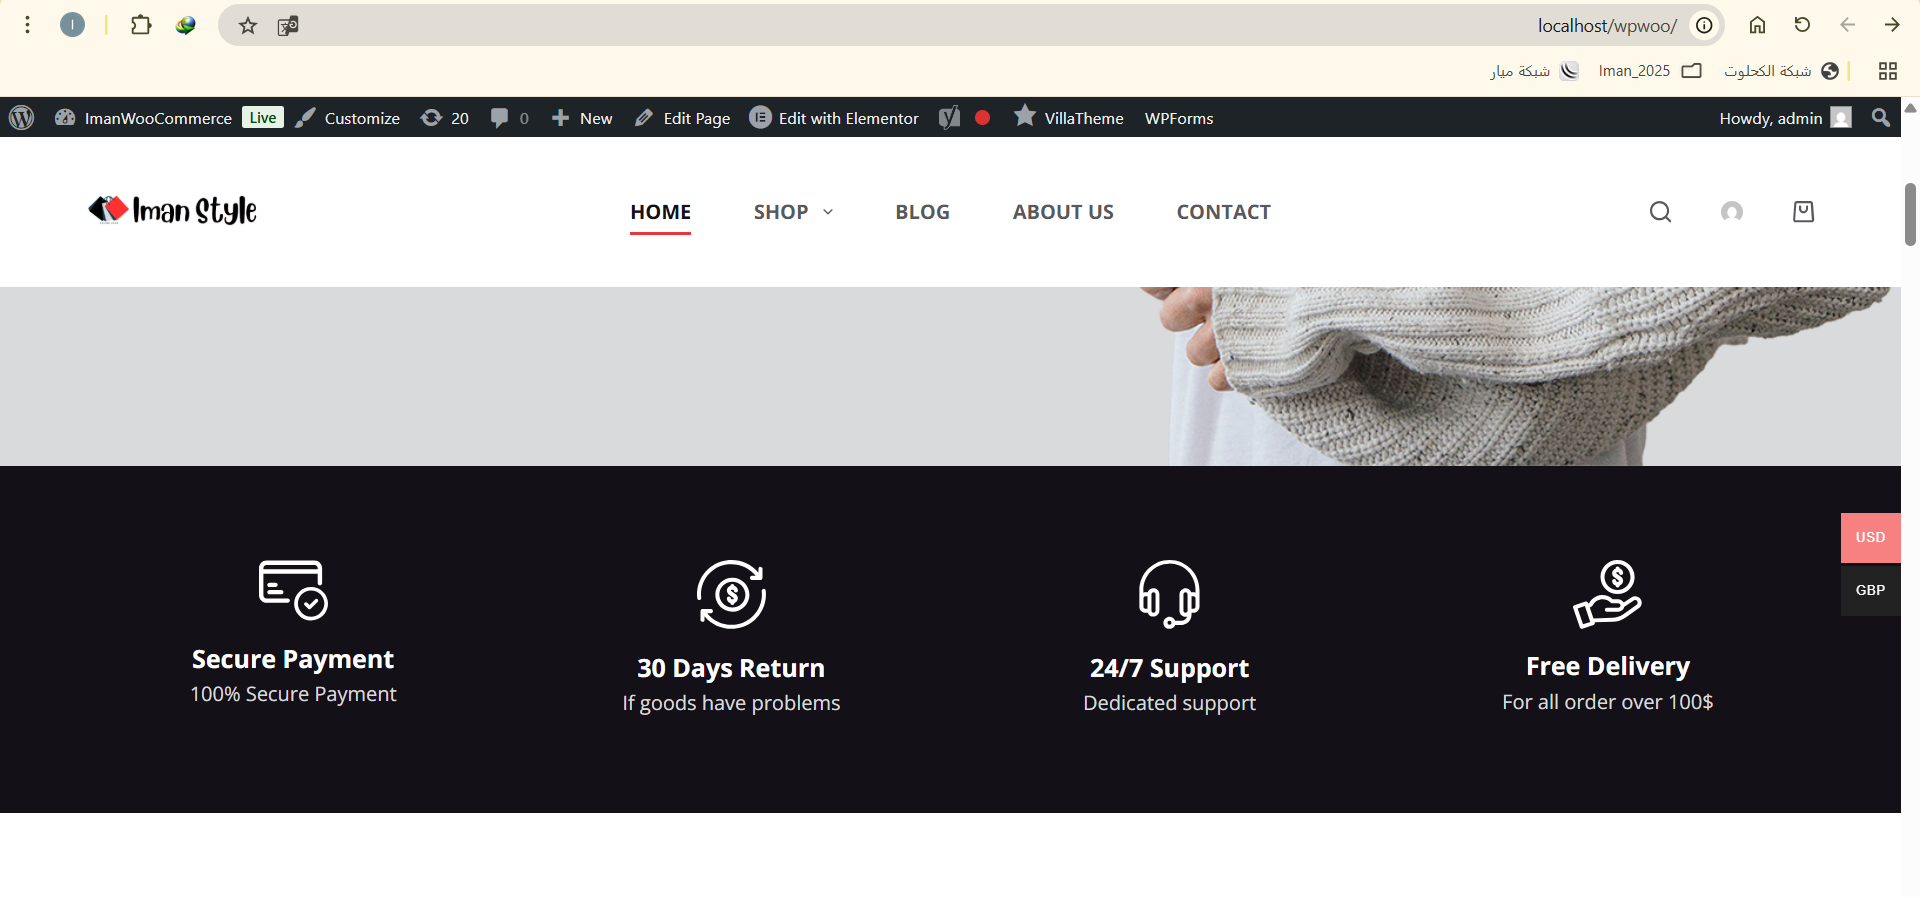 I
localhost/wpwoo/
شبكة ميار
Iman_2025
شبكة الكحلوت
ImanWooCommerce Live Customize 20 0 New Edit Page Edit with Elementor VillaTheme WPForms Howdy, admin
Iman Style
HOME SHOP BLOG ABOUT US CONTACT
USD
GBP
Secure Payment
100% Secure Payment
30 Days Return
If goods have problems
24/7 Support
Dedicated support
Free Delivery
For all order over 100$